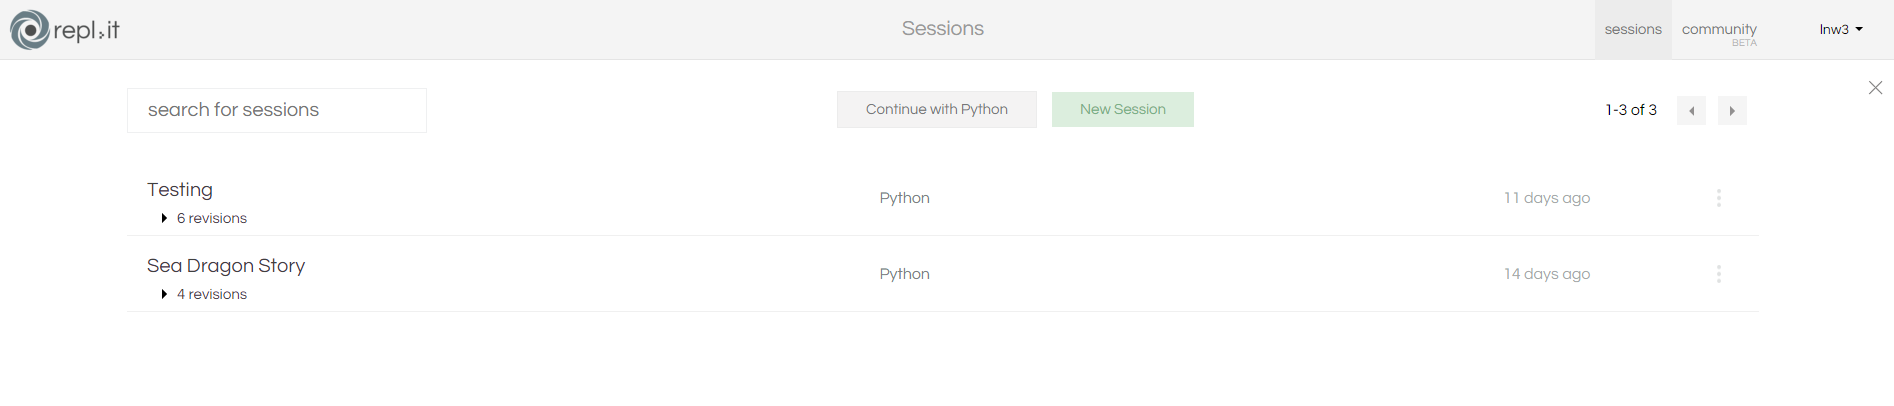 repl.it
Sessions
sessions
community
BETA
lnw3
search for sessions
Continue with Python
New Session
1-3 of 3
Testing
Python
11 days ago
6 revisions
Sea Dragon Story
Python
14 days ago
4 revisions